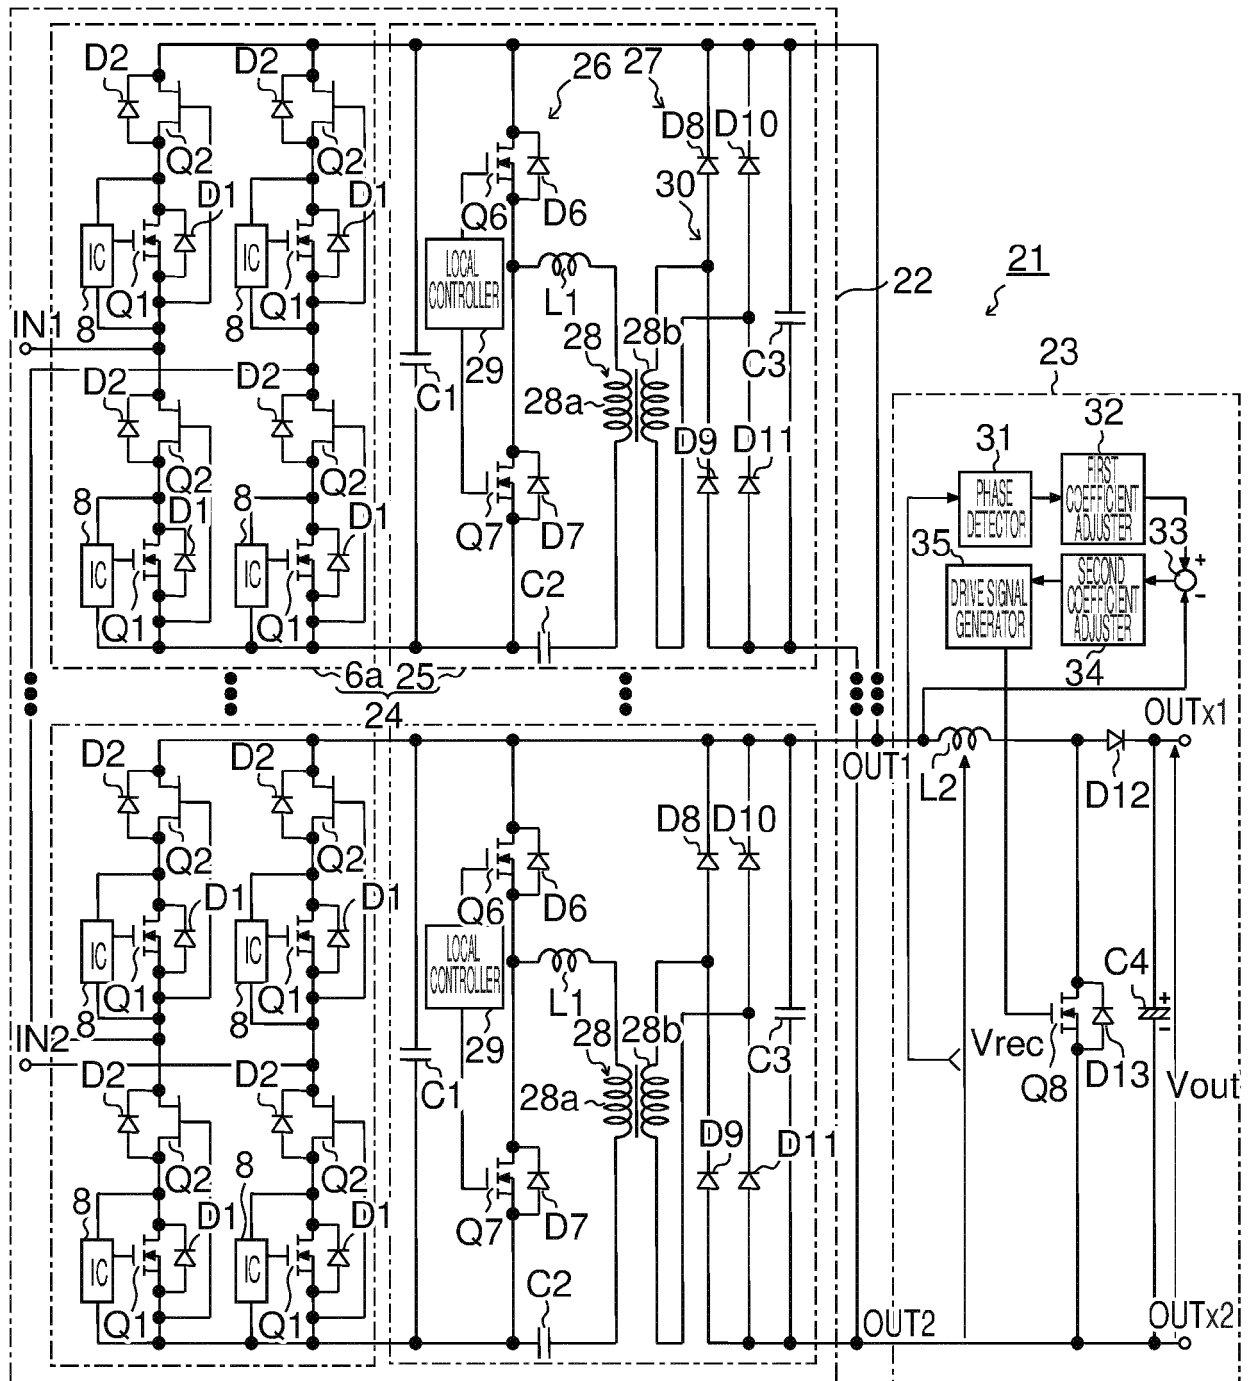 D2 D2
26 27
D8 D10
Q2 Q2
D1 D1
Q6 D6
30
IC IC
LOCAL CONTROLLER
21
Q1 Q1
L1
22
IN1
8 8
29
28 28b
C3
23
D2 D2
C1
28a
32
31
D9 D11
FIRST COEFFICIENT ADJUSTER
PHASE DETECTOR
Q2 Q2
8 D1 8 D1
Q7 D7
35
33
+
-
IC IC
DRIVE SIGNAL GENERATOR
SECOND COEFFICIENT ADJUSTER
C2
Q1 Q1
6a 25
34
24
OUTx1
D2 D2
OUT1
L2
D12
D8 D10
Q2 Q2
D1 D1
Q6 D6
IC IC
LOCAL CONTROLLER
L1
C4
+
-
Q1 Q1
8 8
29
28 28b
C3
IN2
Vrec
Q8 D13
D2 D2
C1
28a
Vout
D9 D11
8 Q2 8 Q2
D1 D1
Q7 D7
IC IC
C2
Q1 Q1
OUT2
OUTx2